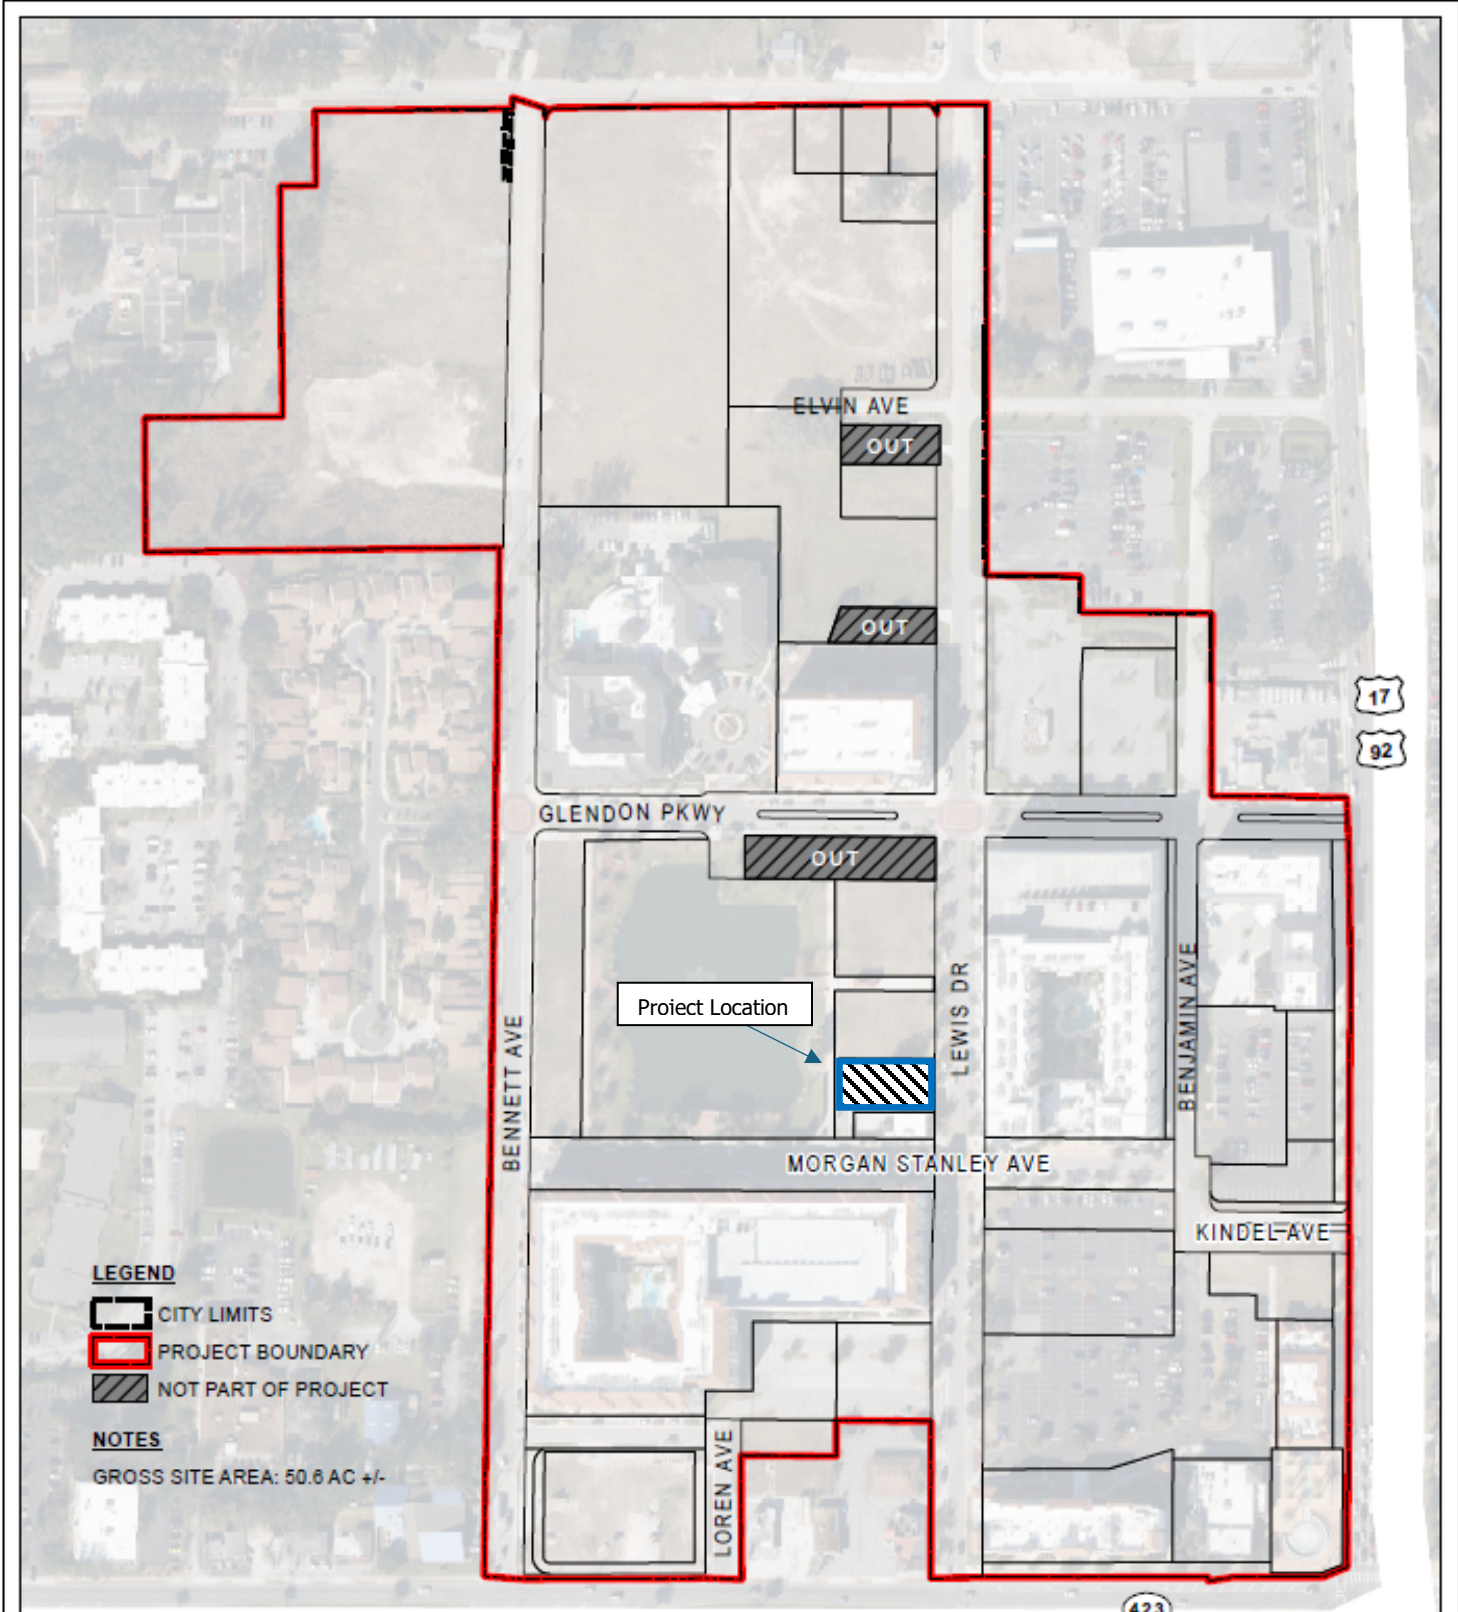 ELVIN AVE
OUT
OUT
17
92
GLENDON PKWY
OUT
Project Location
LEWIS DR
BENJAMIN AVE
BENNETT AVE
MORGAN STANLEY AVE
KINDEL AVE
LEGEND
CITY LIMITS
PROJECT BOUNDARY
NOT PART OF PROJECT
NOTES
GROSS SITE AREA: 50.6 AC +/-
LOREN AVE
423